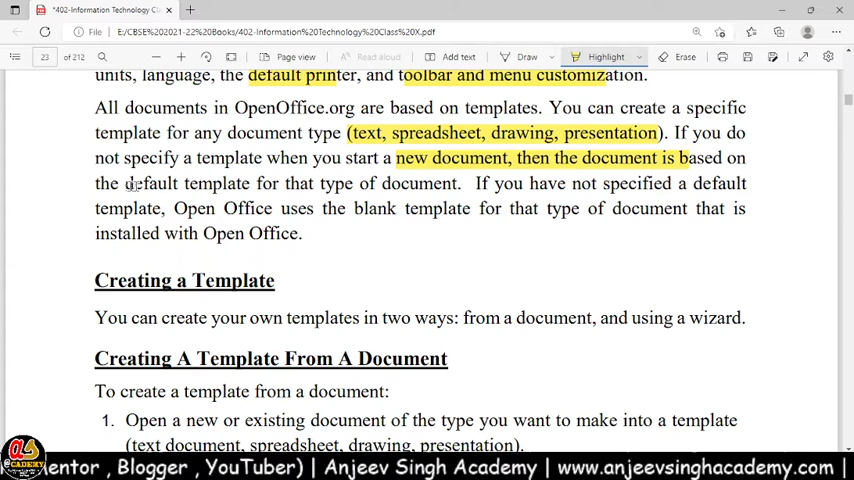 *402-Information Technology Cla
File
E:/CBSE%202021-22%20Books/402-Information%20Technology%20Class%20X.pdf
23 of 212
Page view
Read aloud
Add text
Draw
Highlight
Erase
units, language, the default printer, and toolbar and menu customization.
All documents in OpenOffice.org are based on templates. You can create a specific
template for any document type (text, spreadsheet, drawing, presentation). If you do
not specify a template when you start a new document, then the document is based on
the default template for that type of document. If you have not specified a default
template, Open Office uses the blank template for that type of document that is
installed with Open Office.
Creating a Template
You can create your own templates in two ways: from a document, and using a wizard.
Creating A Template From A Document
To create a template from a document:
1. Open a new or existing document of the type you want to make into a template
(text document, spreadsheet, drawing, presentation).
@CADEMY
Mentor , Blogger , YouTuber) | Anjeev Singh Academy | www.anjeevsinghacademy.com